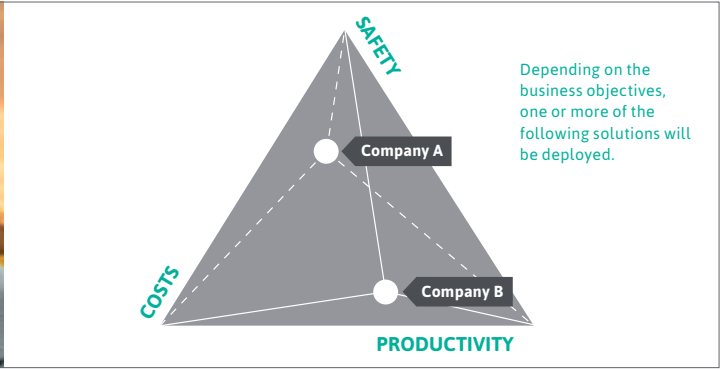 SAFETY
Depending on the
business objectives,
one or more of the
following solutions will
be deployed.
Company A
COSTS
Company B
PRODUCTIVITY